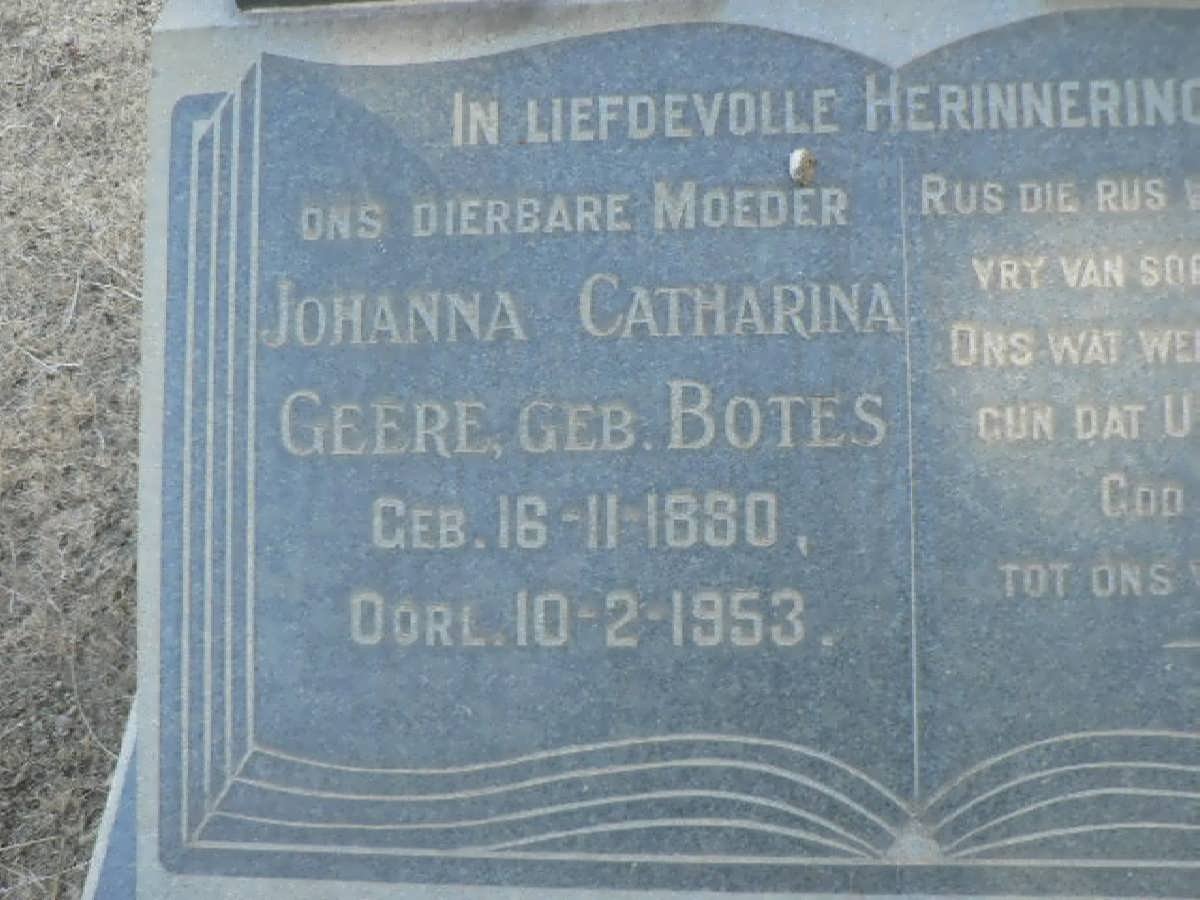 IN LIEFDEVOLLE HERINNERING
ONS DIERBARE MOEDER
JOHANNA CATHARINA
GEERE, GEB. BOTES
GEB. 16-11-1880,
OORL. 10-2-1953.
RUS DIE RUS
VRY VAN
ONS WAT
GUN DAT U
GOD
TOT ONS